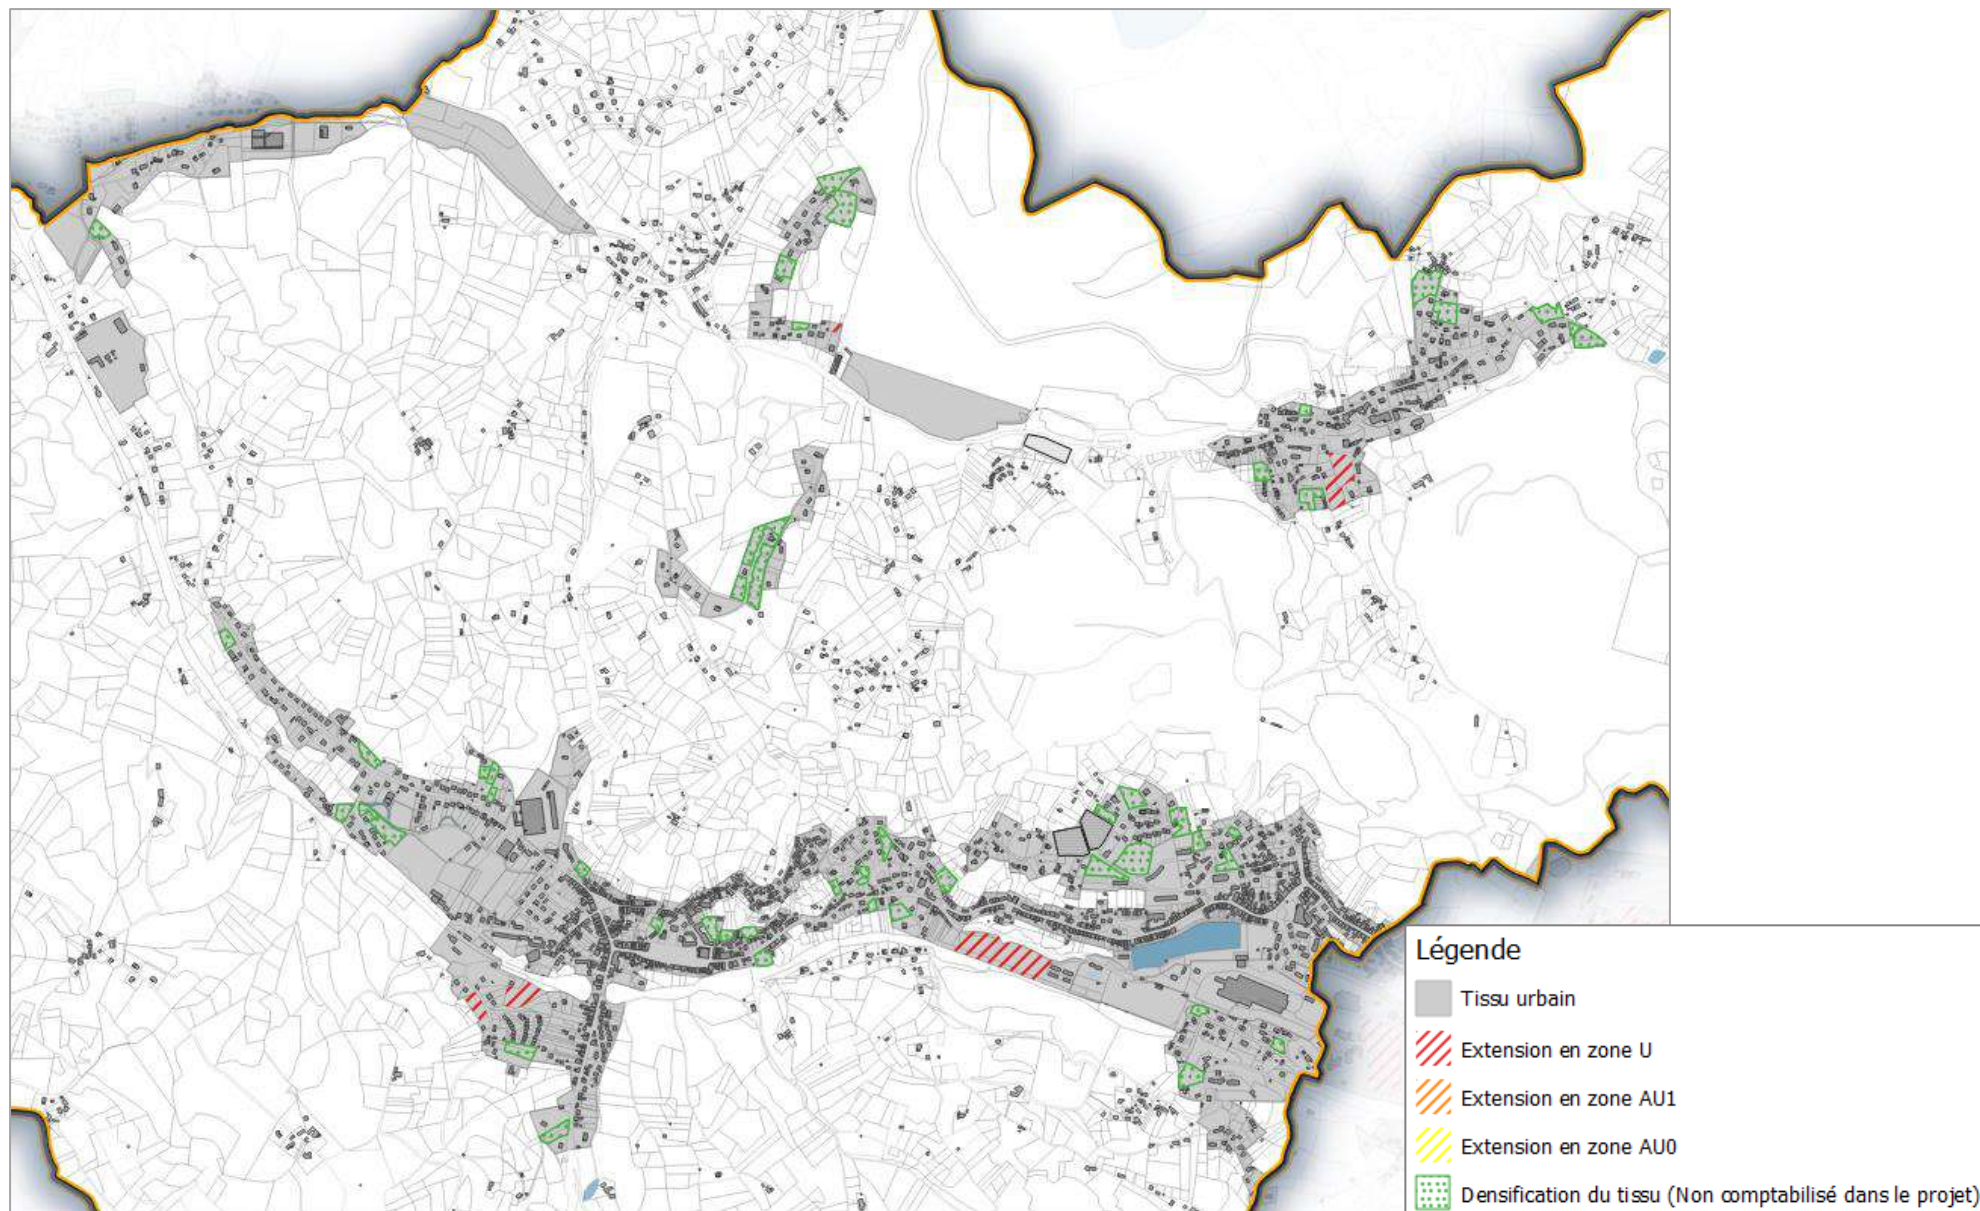 Légende
Tissu urbain
Extension en zone U
Extension en zone AU1
Extension en zone AU0
Densification du tissu (Non comptabilisé dans le projet)